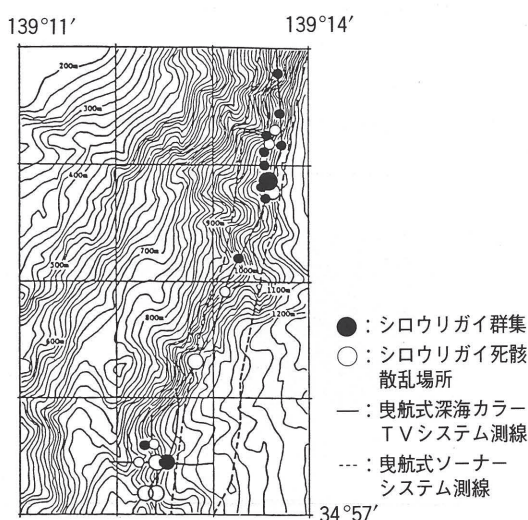 139°11′
139°14′
200m
300m
400m
900m
700m
1000m
300m
1100m
800m
1200m
600m
●：シロウリガイ群集
○：シロウリガイ死骸
散乱場所
—：曳航式深海カラー
ＴＶシステム測線
---：曳航式ソーナー
システム測線
34°57′